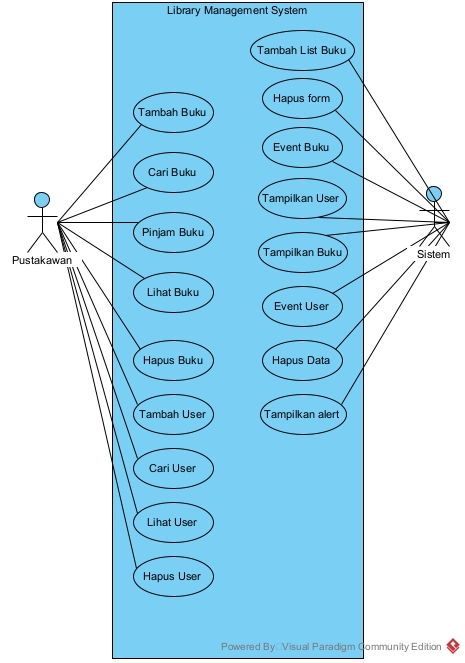 Library Management System
Tambah List Buku
Hapus form
Tambah Buku
Event Buku
Cari Buku
Tampilkan User
Pinjam Buku
Tampilkan Buku
Pustakawan
Sistem
Lihat Buku
Event User
Hapus Buku
Hapus Data
Tambah User
Tampilkan alert
Cari User
Lihat User
Hapus User
Powered By: Visual Paradigm Community Edition